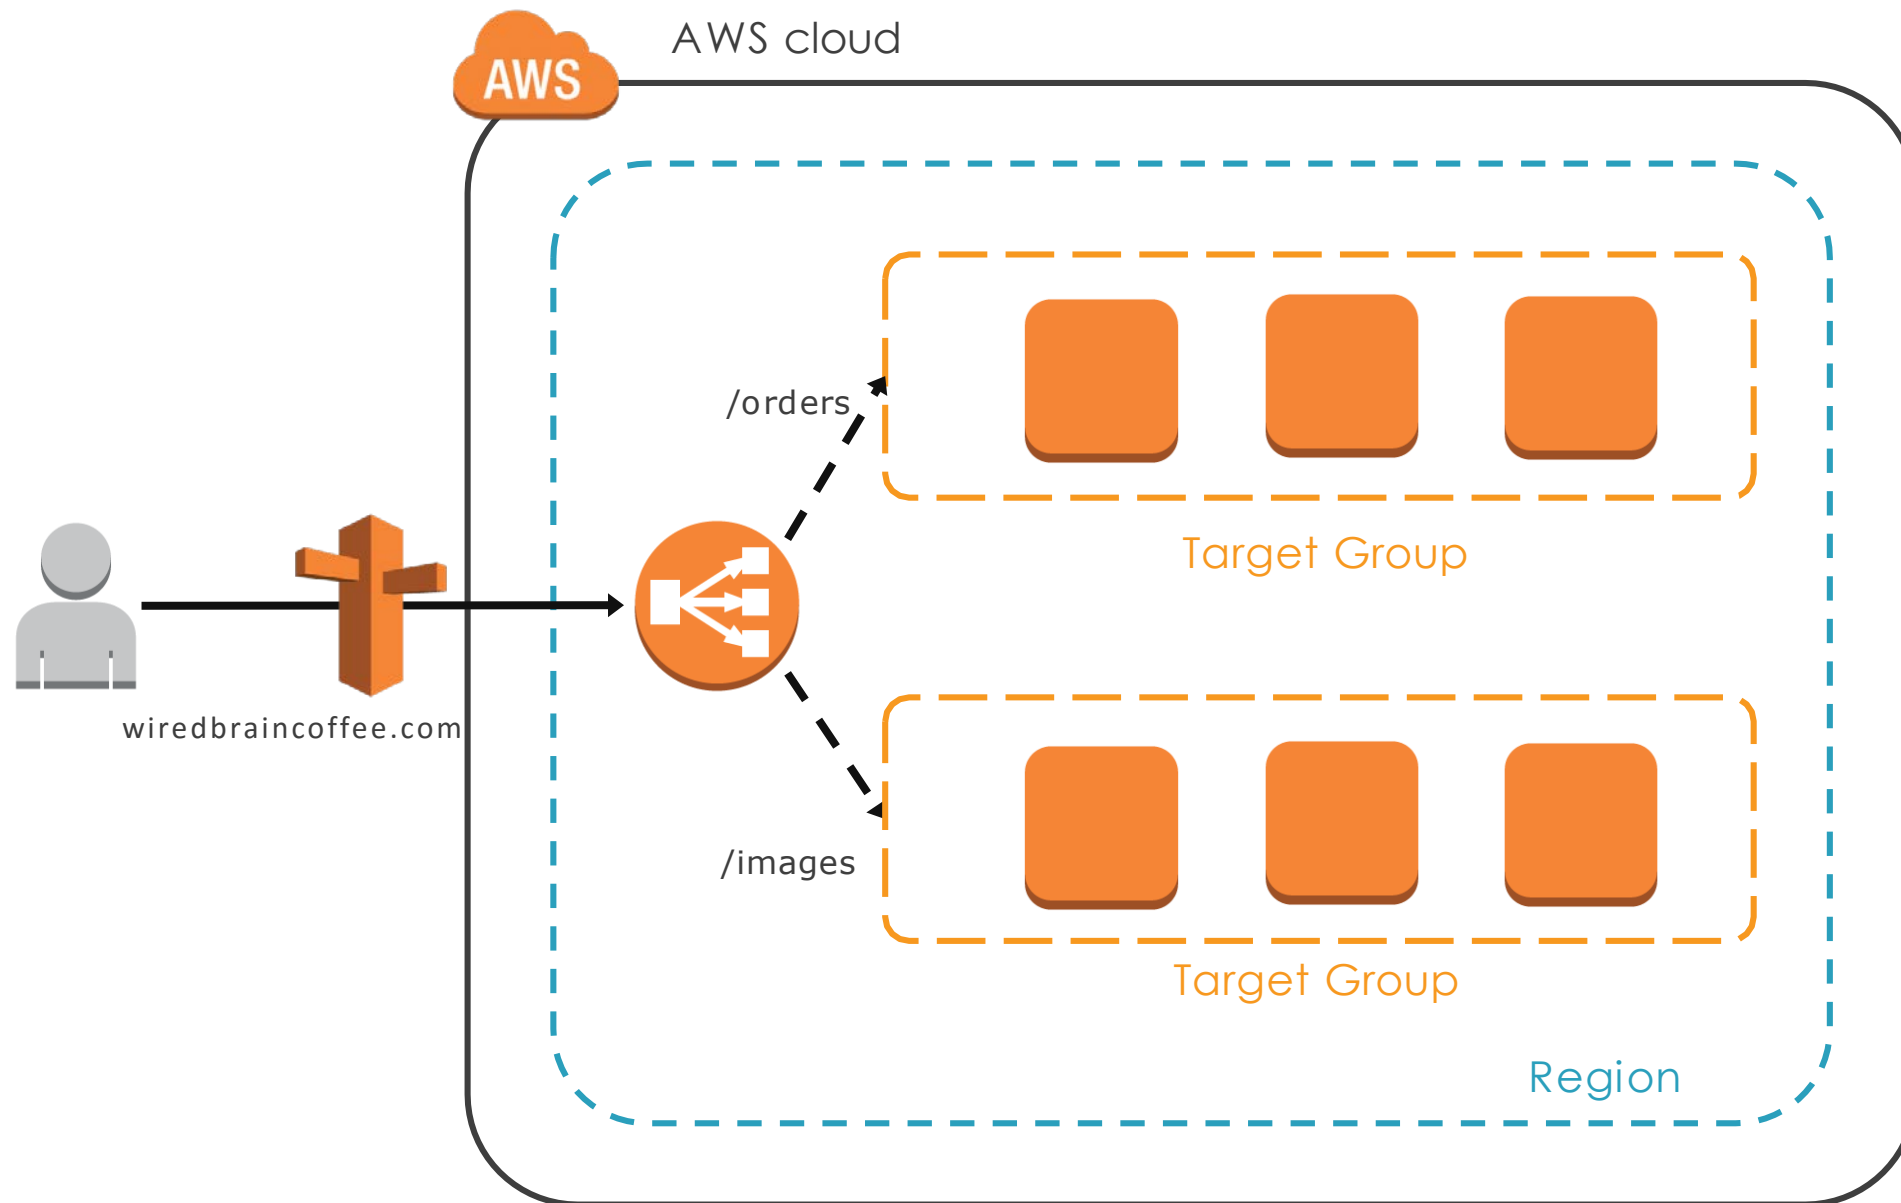 AWS cloud
AWS
/orders
Target Group
wiredbraincoffee.com
/images
Target Group
Region